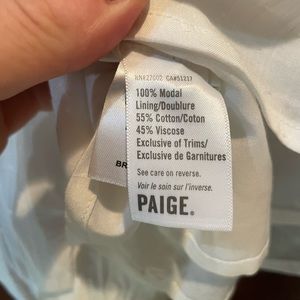 RN#27002 CA#51217
100% Modal
Lining/Doublure
55% Cotton/Coton
45% Viscose
Exclusive of Trims/
Exclusive de Garnitures
BR
See care on reverse.
Voir le soin sur l'inverse.
PAIGE.